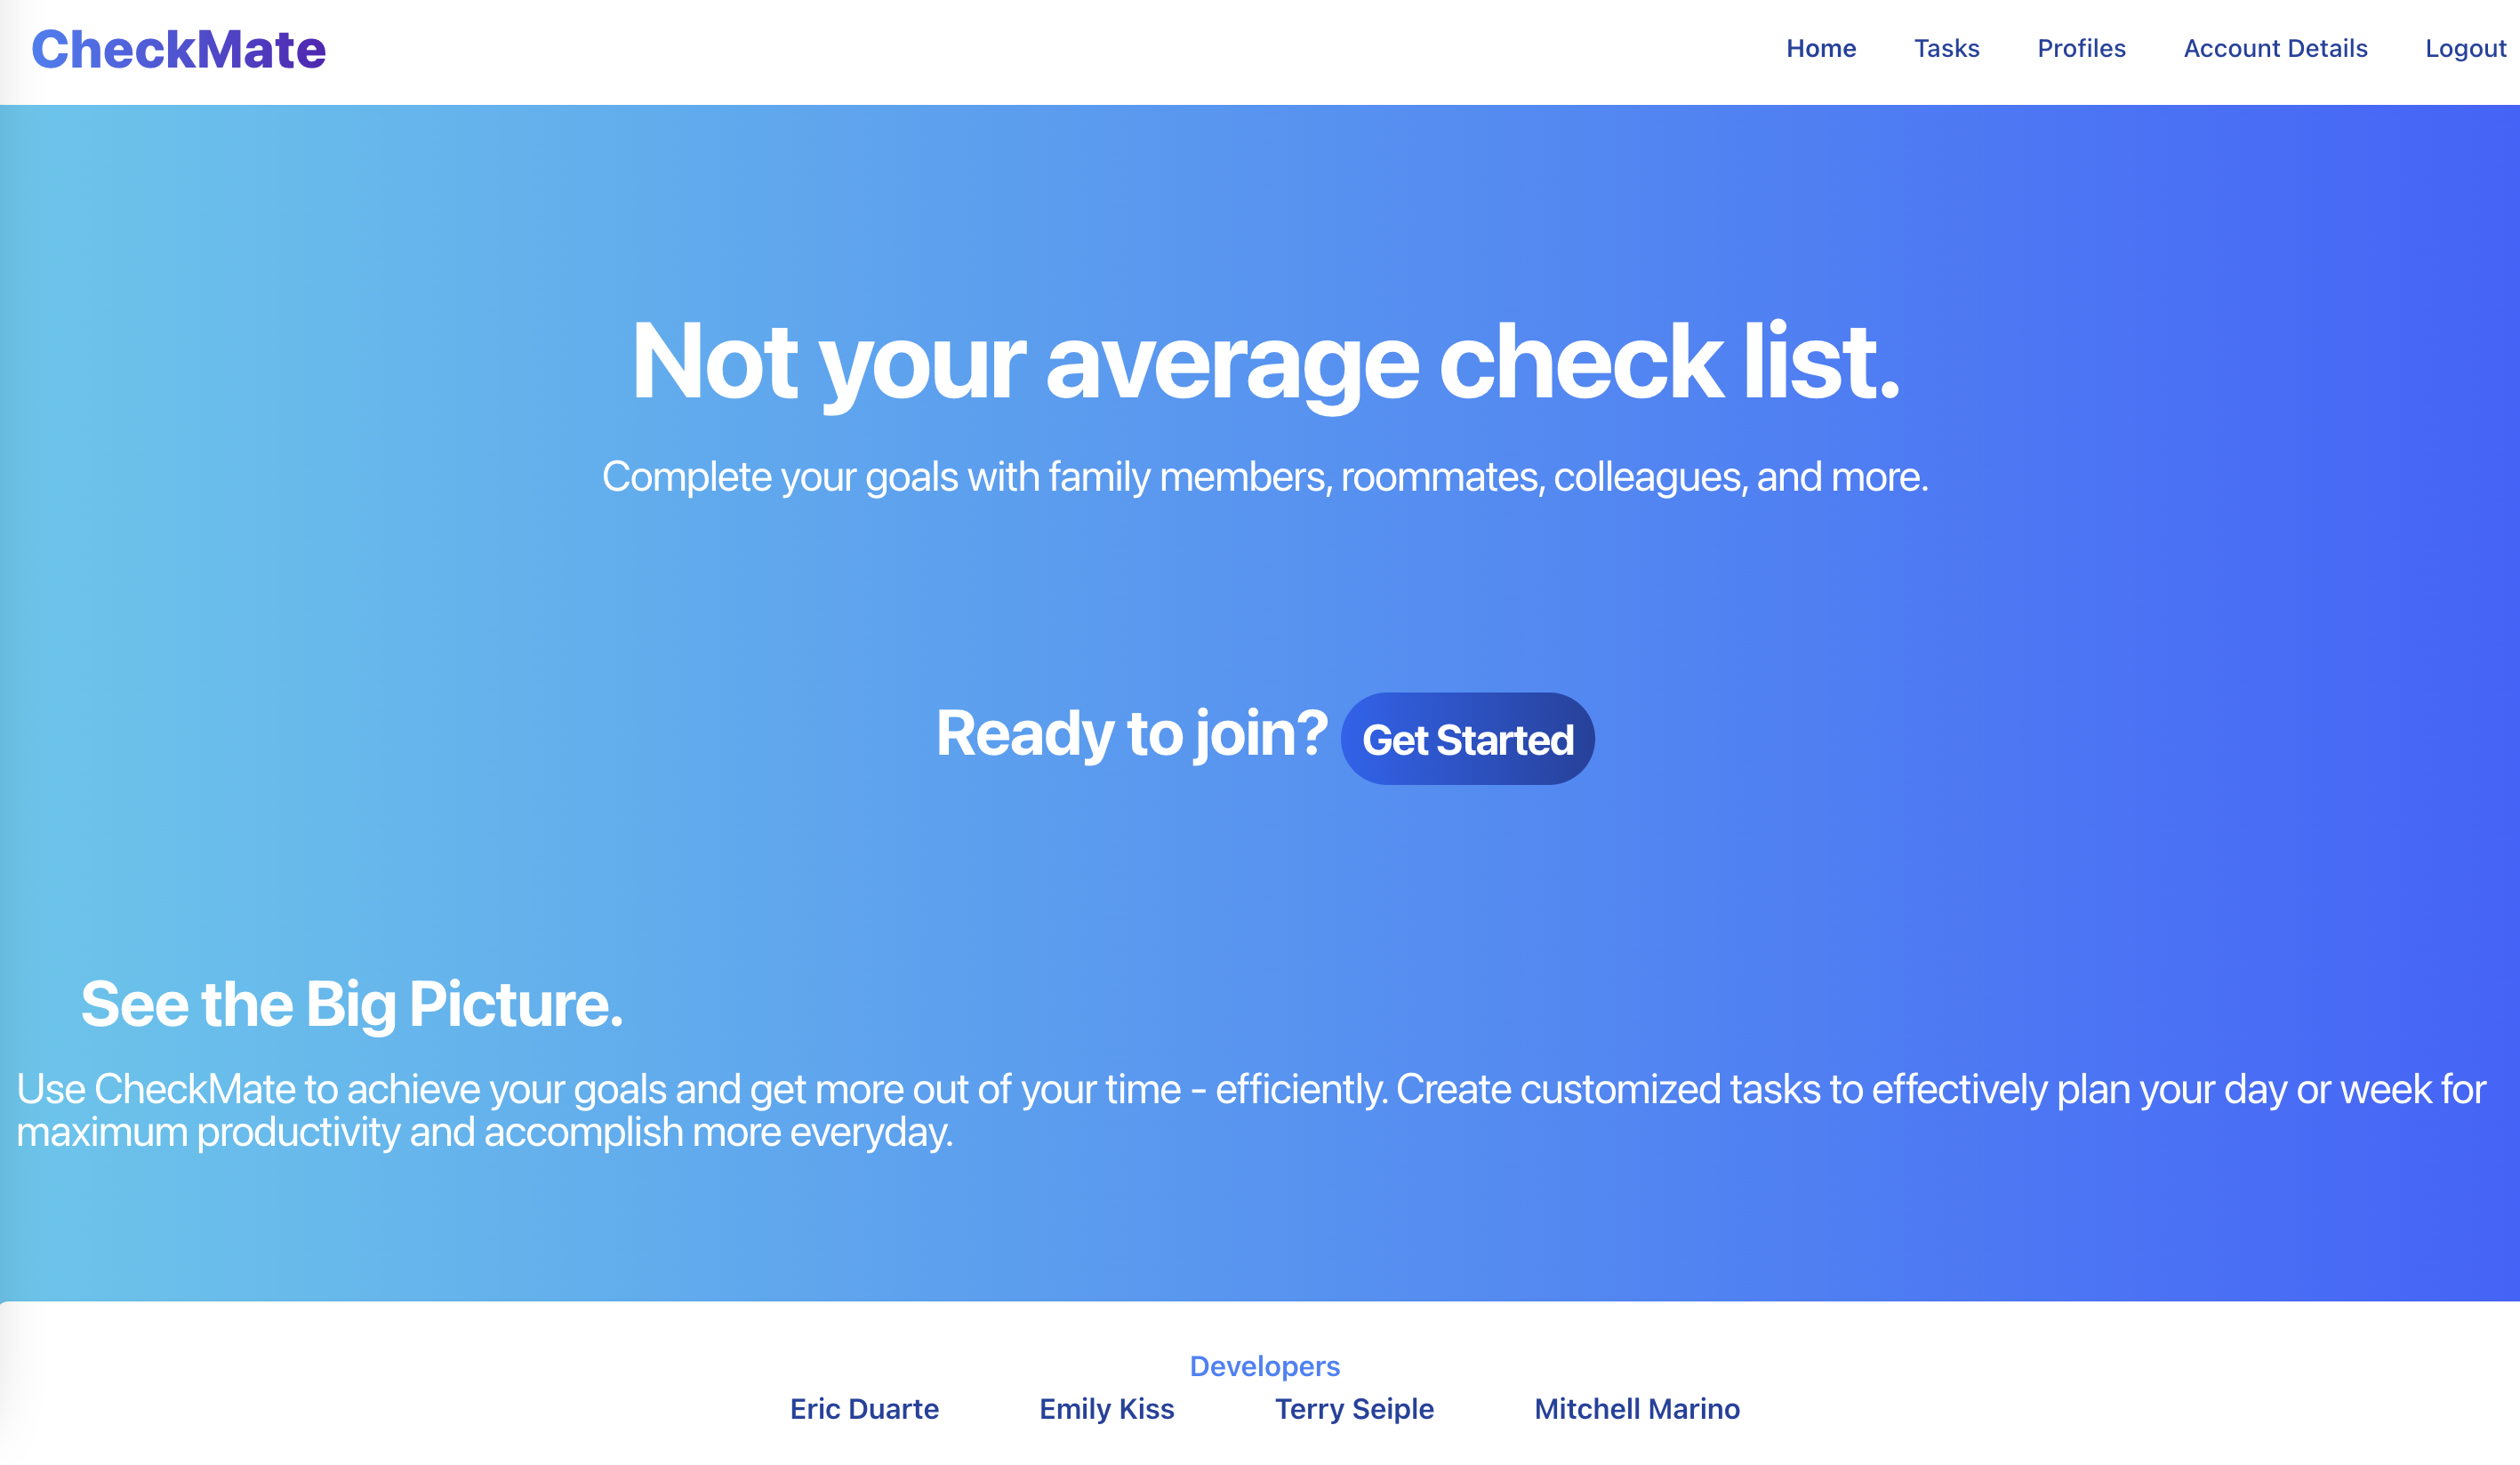 CheckMate
Home Tasks Profiles Account Details Logout
Not your average check list.
Complete your goals with family members, roommates, colleagues, and more.
Ready to join? Get Started
See the Big Picture.
Use CheckMate to achieve your goals and get more out of your time - efficiently. Create customized tasks to effectively plan your day or week for
maximum productivity and accomplish more everyday.
Developers
Eric Duarte Emily Kiss Terry Seiple Mitchell Marino